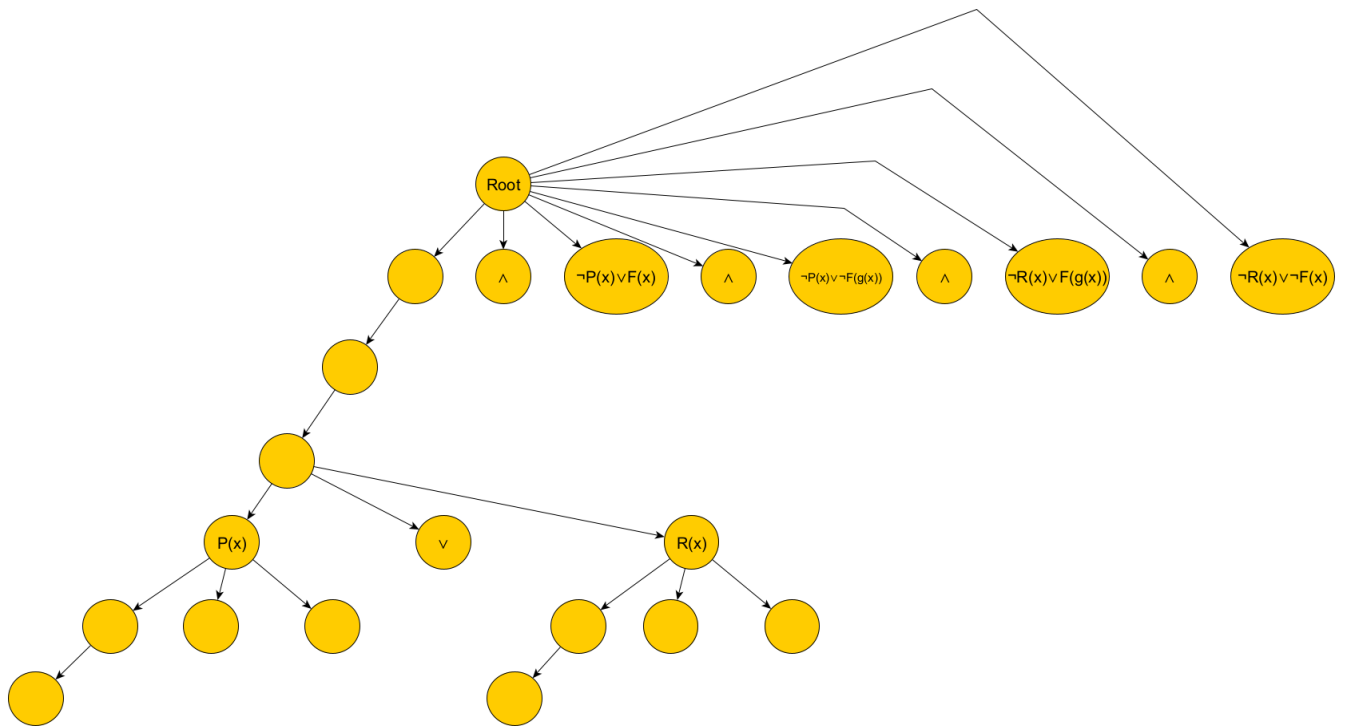 Root
∧
¬P(x)∨F(x)
∧
¬P(x)∨¬F(g(x))
∧
¬R(x)∨F(g(x))
∧
¬R(x)∨¬F(x)
P(x)
∨
R(x)